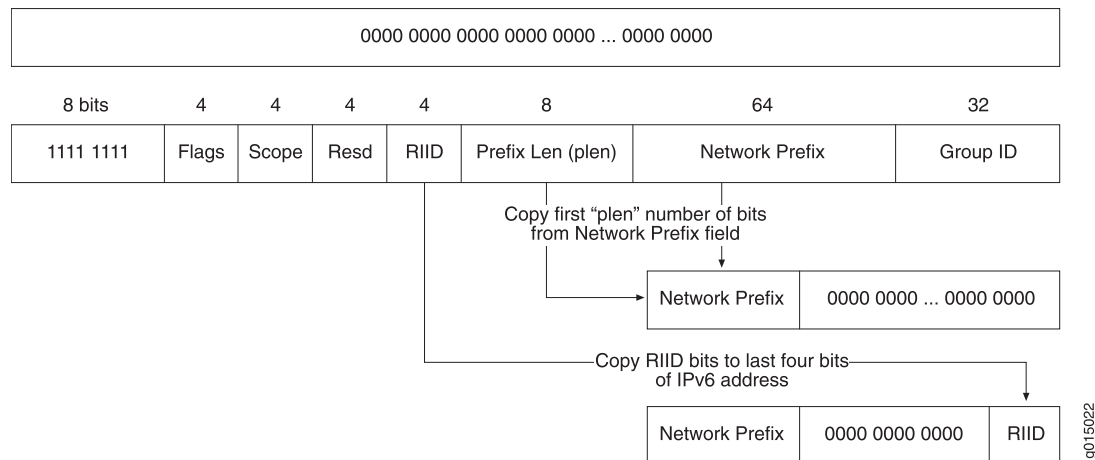 0000 0000 0000 0000 0000 ... 0000 0000
8 bits 4 4 4 4 8 64 32
1111 1111 Flags Scope Resd RIID Prefix Len (plen) Network Prefix Group ID
Copy first “plen” number of bits
from Network Prefix field
Network Prefix 0000 0000 ... 0000 0000
Copy RIID bits to last four bits
of IPv6 address
Network Prefix 0000 0000 0000 RIID
g015022